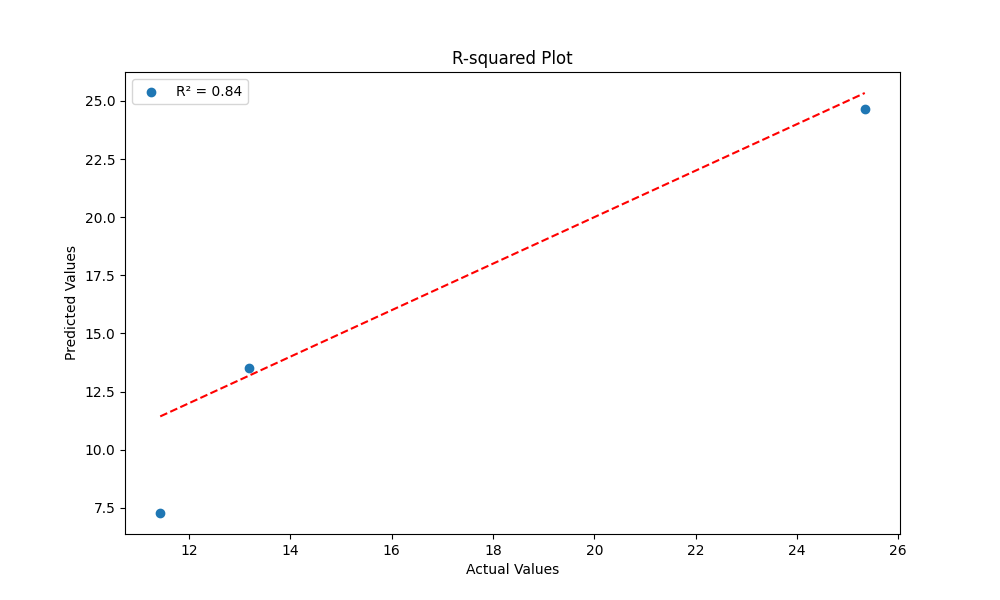 R-squared Plot
R² = 0.84
25.0
22.5
20.0
17.5
15.0
12.5
10.0
7.5
Predicted Values
12 14 16 18 20 22 24 26
Actual Values